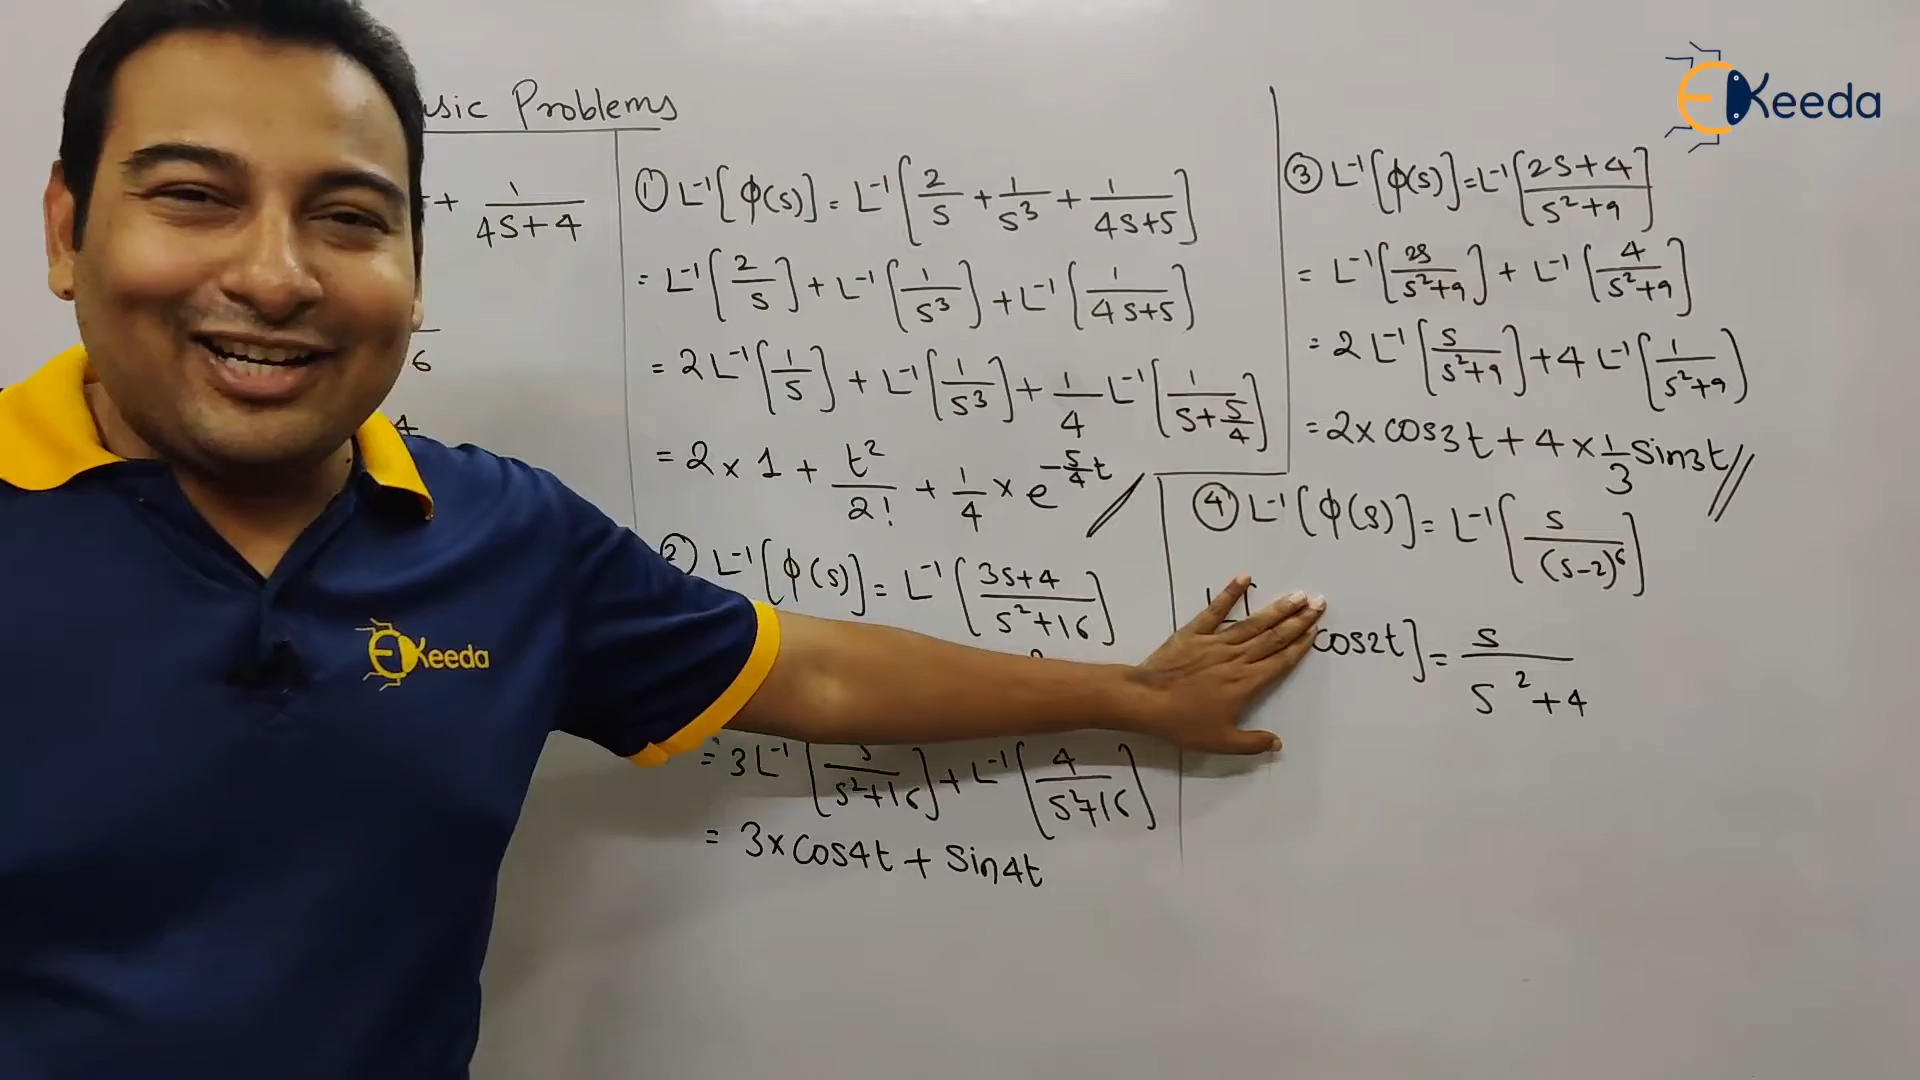 EKeeda
Problems
+ 1/(4S+4)
6
4
① L⁻¹[φ(s)] = L⁻¹[2/s + 1/s³ + 1/(4s+5)]
= L⁻¹[2/s] + L⁻¹[1/s³] + L⁻¹[1/(4s+5)]
= 2L⁻¹[1/s] + L⁻¹[1/s³] + 1/4 L⁻¹[1/(s+5/4)]
= 2×1 + t²/2! + 1/4 × e^(-5/4 t) //
② L⁻¹[φ(s)] = L⁻¹[(3s+4)/(s²+16)]
= 3L⁻¹[s/(s²+16)] + L⁻¹[4/(s²+16)]
= 3×cos4t + sin4t
③ L⁻¹[φ(s)] = L⁻¹[(2s+4)/(s²+9)]
= L⁻¹[2s/(s²+9)] + L⁻¹[4/(s²+9)]
= 2L⁻¹[s/(s²+9)] + 4L⁻¹[1/(s²+9)]
= 2×cos3t + 4×1/3 sin3t //
④ L⁻¹[φ(s)] = L⁻¹[s/(s-2)⁶]
cos2t] = s/(s²+4)
EKeeda